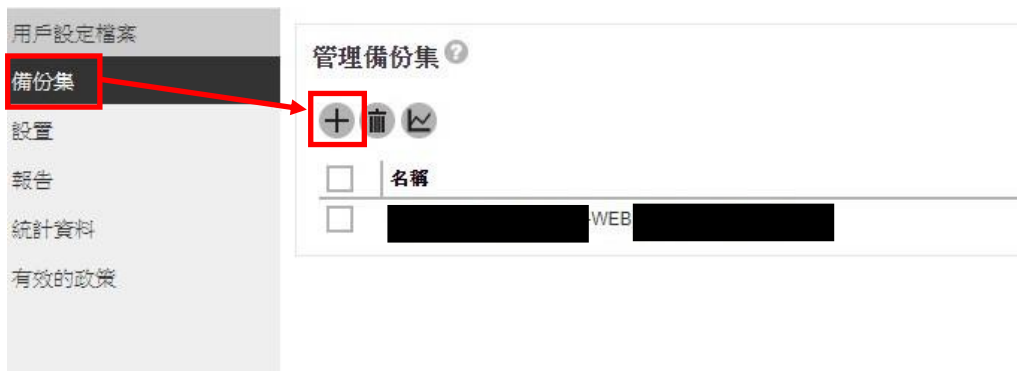 用戶設定檔案
備份集
設置
報告
統計資料
有效的政策
管理備份集 ?
名稱
-WEB